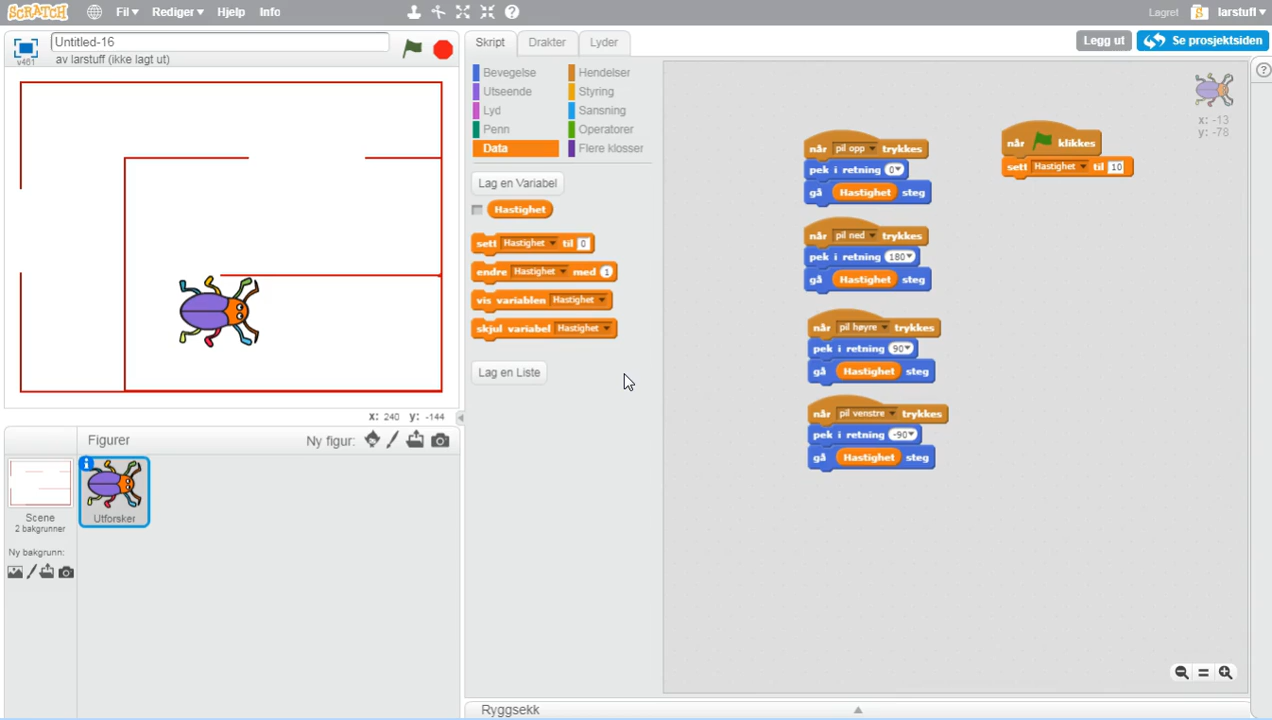 SCRATCH Fil Rediger Hjelp Info Lagret larstufl
Untitled-16
av larstuff (ikke lagt ut)
v461
Skript Drakter Lyder
Legg ut Se prosjektsiden
Bevegelse Hendelser
Utseende Styring
Lyd Sansning
Penn Operatorer
Data Flere klosser
Lag en Variabel
Hastighet
sett Hastighet til 0
endre Hastighet med 1
vis variablen Hastighet
skjul variabel Hastighet
Lag en Liste
når pil opp trykkes
pek i retning 0
gå Hastighet steg
når pil ned trykkes
pek i retning 180
gå Hastighet steg
når pil høyre trykkes
pek i retning 90
gå Hastighet steg
når pil venstre trykkes
pek i retning -90
gå Hastighet steg
når klikkes
sett Hastighet til 10
x: -13
y: -78
x: 240 y: -144
Figurer Ny figur:
Scene
2 bakgrunner
Ny bakgrunn:
Utforsker
Ryggsekk